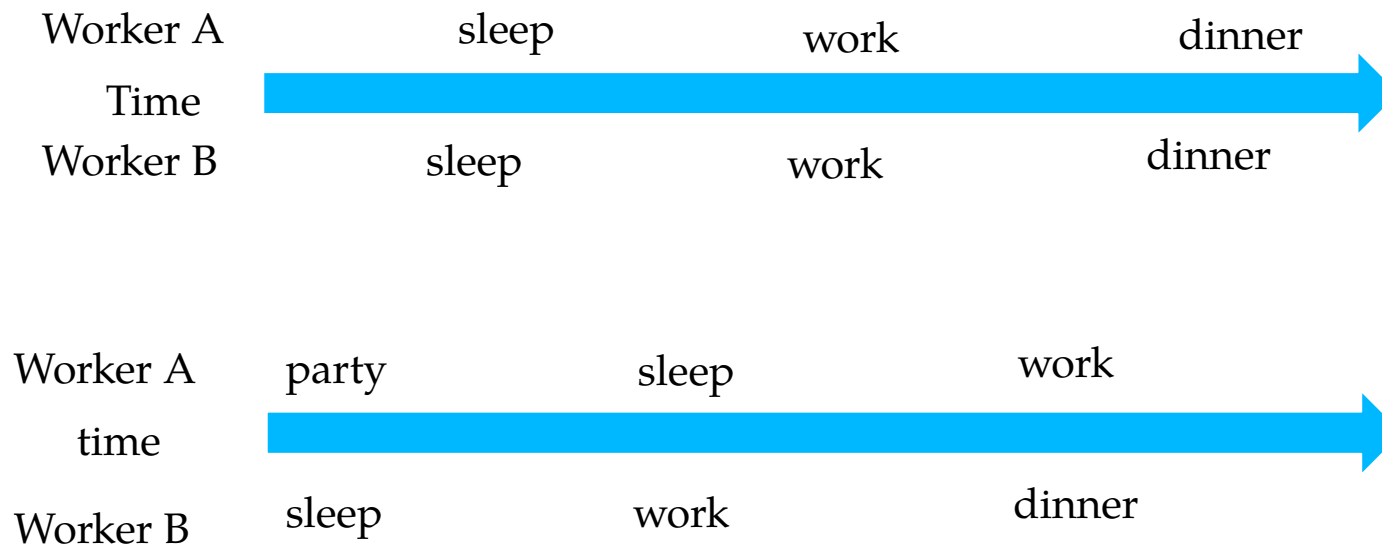 Worker A sleep work dinner
Time
Worker B sleep work dinner
Worker A party sleep work
time
Worker B sleep work dinner